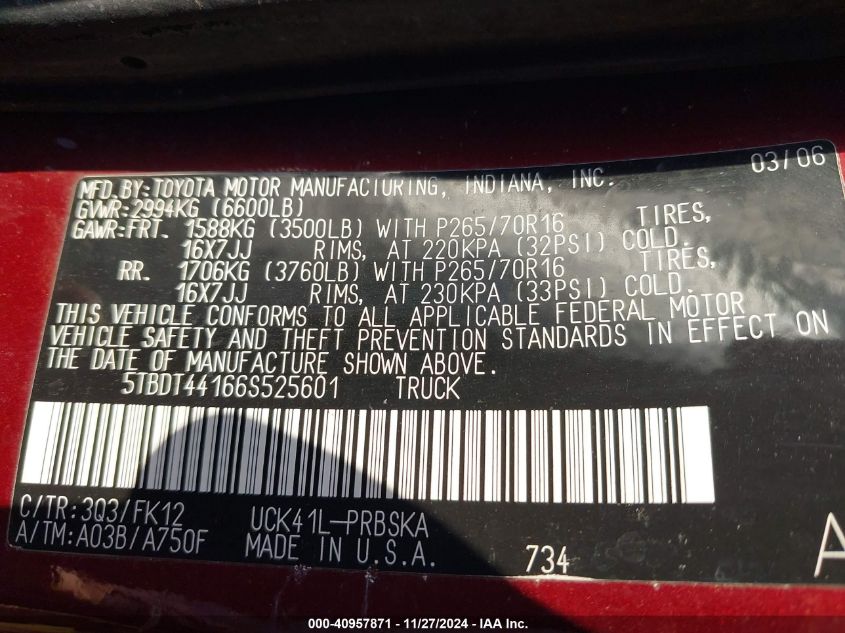 03/06
MFD.BY:TOYOTA MOTOR MANUFACTURING, INDIANA, INC.
GVWR:2994KG (6600LB)
GAWR:FRT. 1588KG (3500LB) WITH P265/70R16 TIRES,
16X7JJ RIMS, AT 220KPA (32PSI) COLD.
RR. 1706KG (3760LB) WITH P265/70R16 TIRES,
16X7JJ RIMS, AT 230KPA (33PSI) COLD.
THIS VEHICLE CONFORMS TO ALL APPLICABLE FEDERAL MOTOR
VEHICLE SAFETY AND THEFT PREVENTION STANDARDS IN EFFECT ON
THE DATE OF MANUFACTURE SHOWN ABOVE.
5TBDT44166S525601 TRUCK
C/TR:3Q3/FK12 UCK41L-PRBSKA
A/TM:A03B/A750F MADE IN U.S.A. 734 A
000-40957871 - 11/27/2024 - IAA Inc.